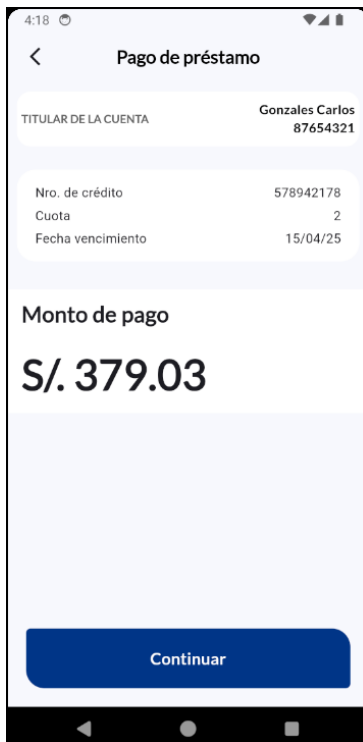 4:18
Pago de préstamo
TITULAR DE LA CUENTA
Gonzales Carlos
87654321
Nro. de crédito 578942178
Cuota 2
Fecha vencimiento 15/04/25
Monto de pago
S/. 379.03
Continuar